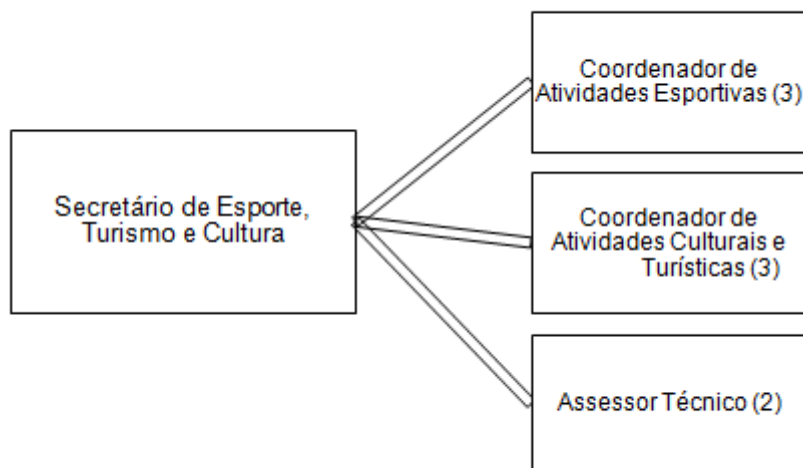 Secretário de Esporte,
Turismo e Cultura
Coordenador de
Atividades Esportivas (3)
Coordenador de
Atividades Culturais e
Turísticas (3)
Assessor Técnico (2)